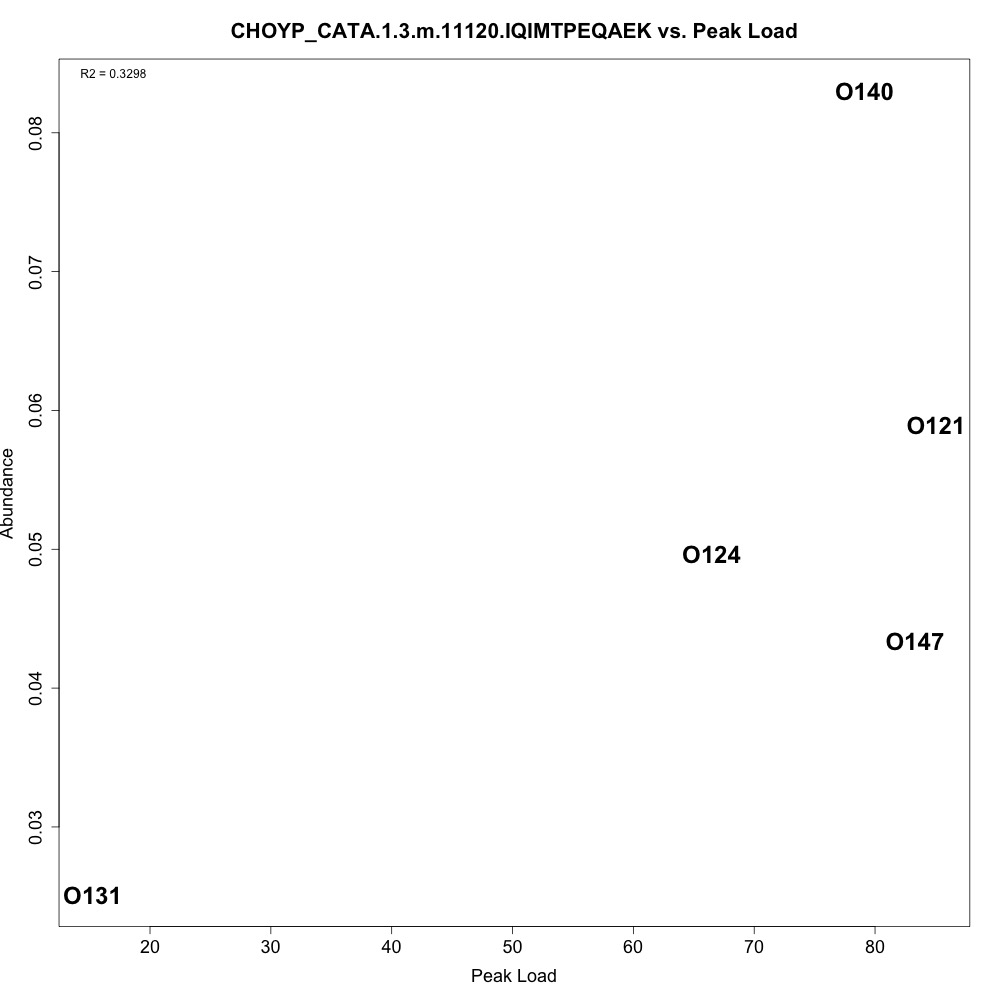 CHOYP_CATA.1.3.m.11120.IQIMTPEQAEK vs. Peak Load
R2 = 0.3298
O140
0.08
0.07
0.06
O121
Abundance
0.05
O124
O147
0.04
0.03
O131
20 30 40 50 60 70 80
Peak Load